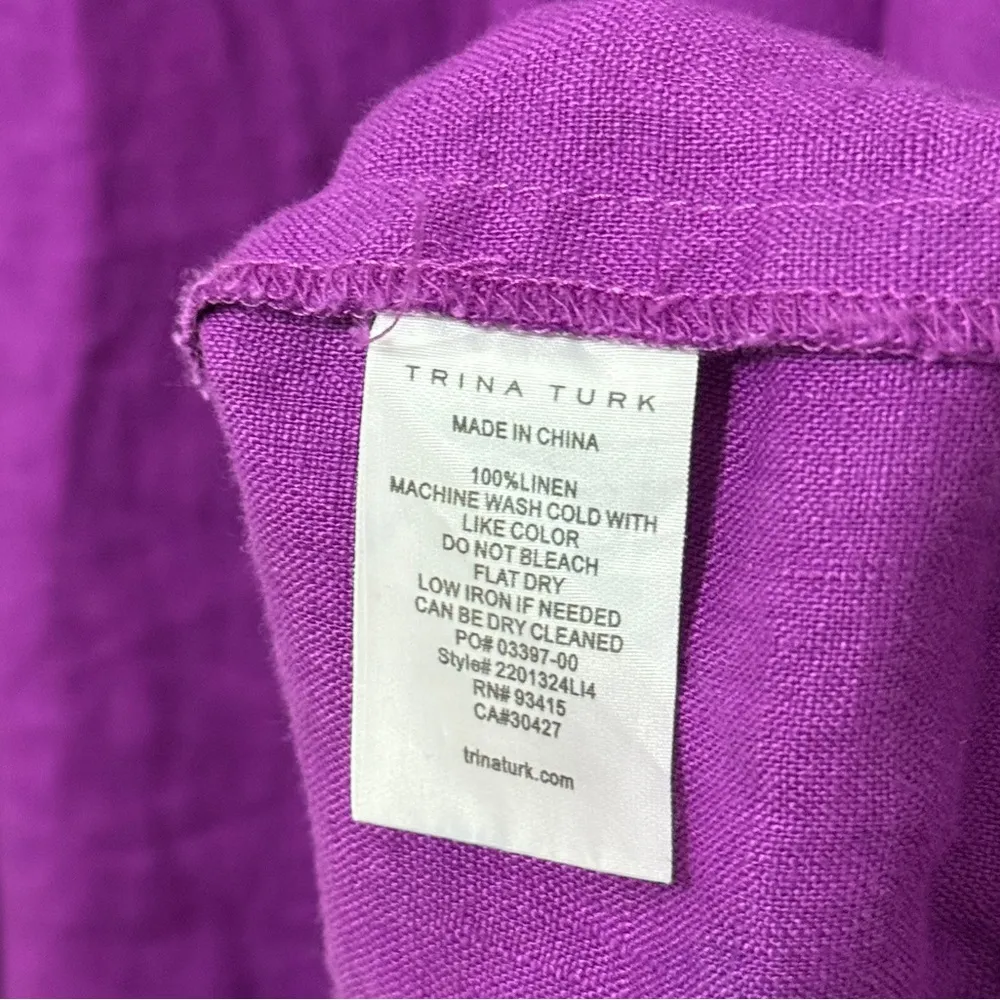 TRINA TURK
MADE IN CHINA
100%LINEN
MACHINE WASH COLD WITH
LIKE COLOR
DO NOT BLEACH
FLAT DRY
LOW IRON IF NEEDED
CAN BE DRY CLEANED
PO# 03397-00
Style# 2201324LI4
RN# 93415
CA#30427
trinaturk.com